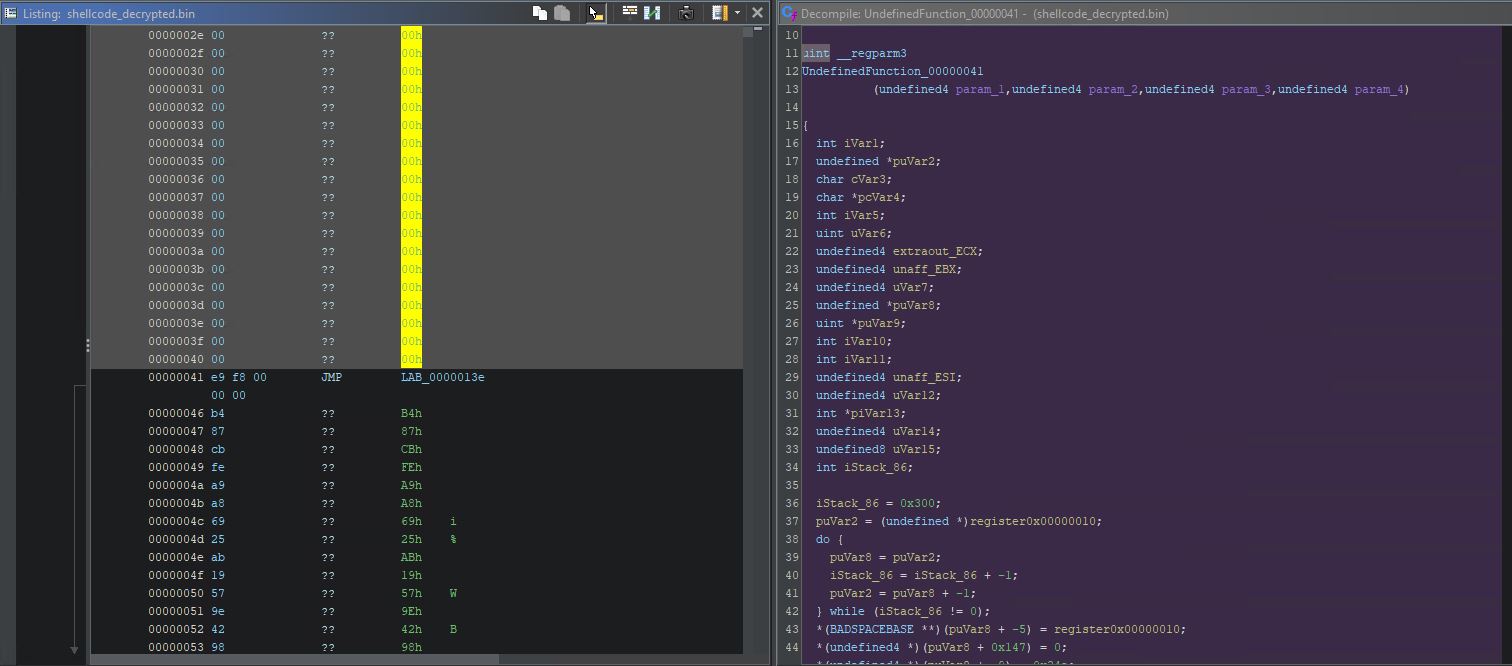 Listing: shellcode_decrypted.bin
0000002e 00 ?? 00h
0000002f 00 ?? 00h
00000030 00 ?? 00h
00000031 00 ?? 00h
00000032 00 ?? 00h
00000033 00 ?? 00h
00000034 00 ?? 00h
00000035 00 ?? 00h
00000036 00 ?? 00h
00000037 00 ?? 00h
00000038 00 ?? 00h
00000039 00 ?? 00h
0000003a 00 ?? 00h
0000003b 00 ?? 00h
0000003c 00 ?? 00h
0000003d 00 ?? 00h
0000003e 00 ?? 00h
0000003f 00 ?? 00h
00000040 00 ?? 00h
00000041 e9 f8 00 JMP LAB_0000013e
00 00
00000046 b4 ?? B4h
00000047 87 ?? 87h
00000048 cb ?? CBh
00000049 fe ?? FEh
0000004a a9 ?? A9h
0000004b a8 ?? A8h
0000004c 69 ?? 69h i
0000004d 25 ?? 25h %
0000004e ab ?? ABh
0000004f 19 ?? 19h
00000050 57 ?? 57h W
00000051 9e ?? 9Eh
00000052 42 ?? 42h B
00000053 98 ?? 98h
Decompile: UndefinedFunction_00000041 - (shellcode_decrypted.bin)
10
11 uint __regparm3
12 UndefinedFunction_00000041
13 (undefined4 param_1,undefined4 param_2,undefined4 param_3,undefined4 param_4)
14
15 {
16 int iVar1;
17 undefined *puVar2;
18 char cVar3;
19 char *pcVar4;
20 int iVar5;
21 uint uVar6;
22 undefined4 extraout_ECX;
23 undefined4 unaff_EBX;
24 undefined4 uVar7;
25 undefined *puVar8;
26 uint *puVar9;
27 int iVar10;
28 int iVar11;
29 undefined4 unaff_ESI;
30 undefined4 uVar12;
31 int *piVar13;
32 undefined4 uVar14;
33 undefined8 uVar15;
34 int iStack_86;
35
36 iStack_86 = 0x300;
37 puVar2 = (undefined *)register0x00000010;
38 do {
39 puVar8 = puVar2;
40 iStack_86 = iStack_86 + -1;
41 puVar2 = puVar8 + -1;
42 } while (iStack_86 != 0);
43 *(BADSPACEBASE **)(puVar8 + -5) = register0x00000010;
44 *(undefined4 *)(puVar8 + 0x147) = 0;